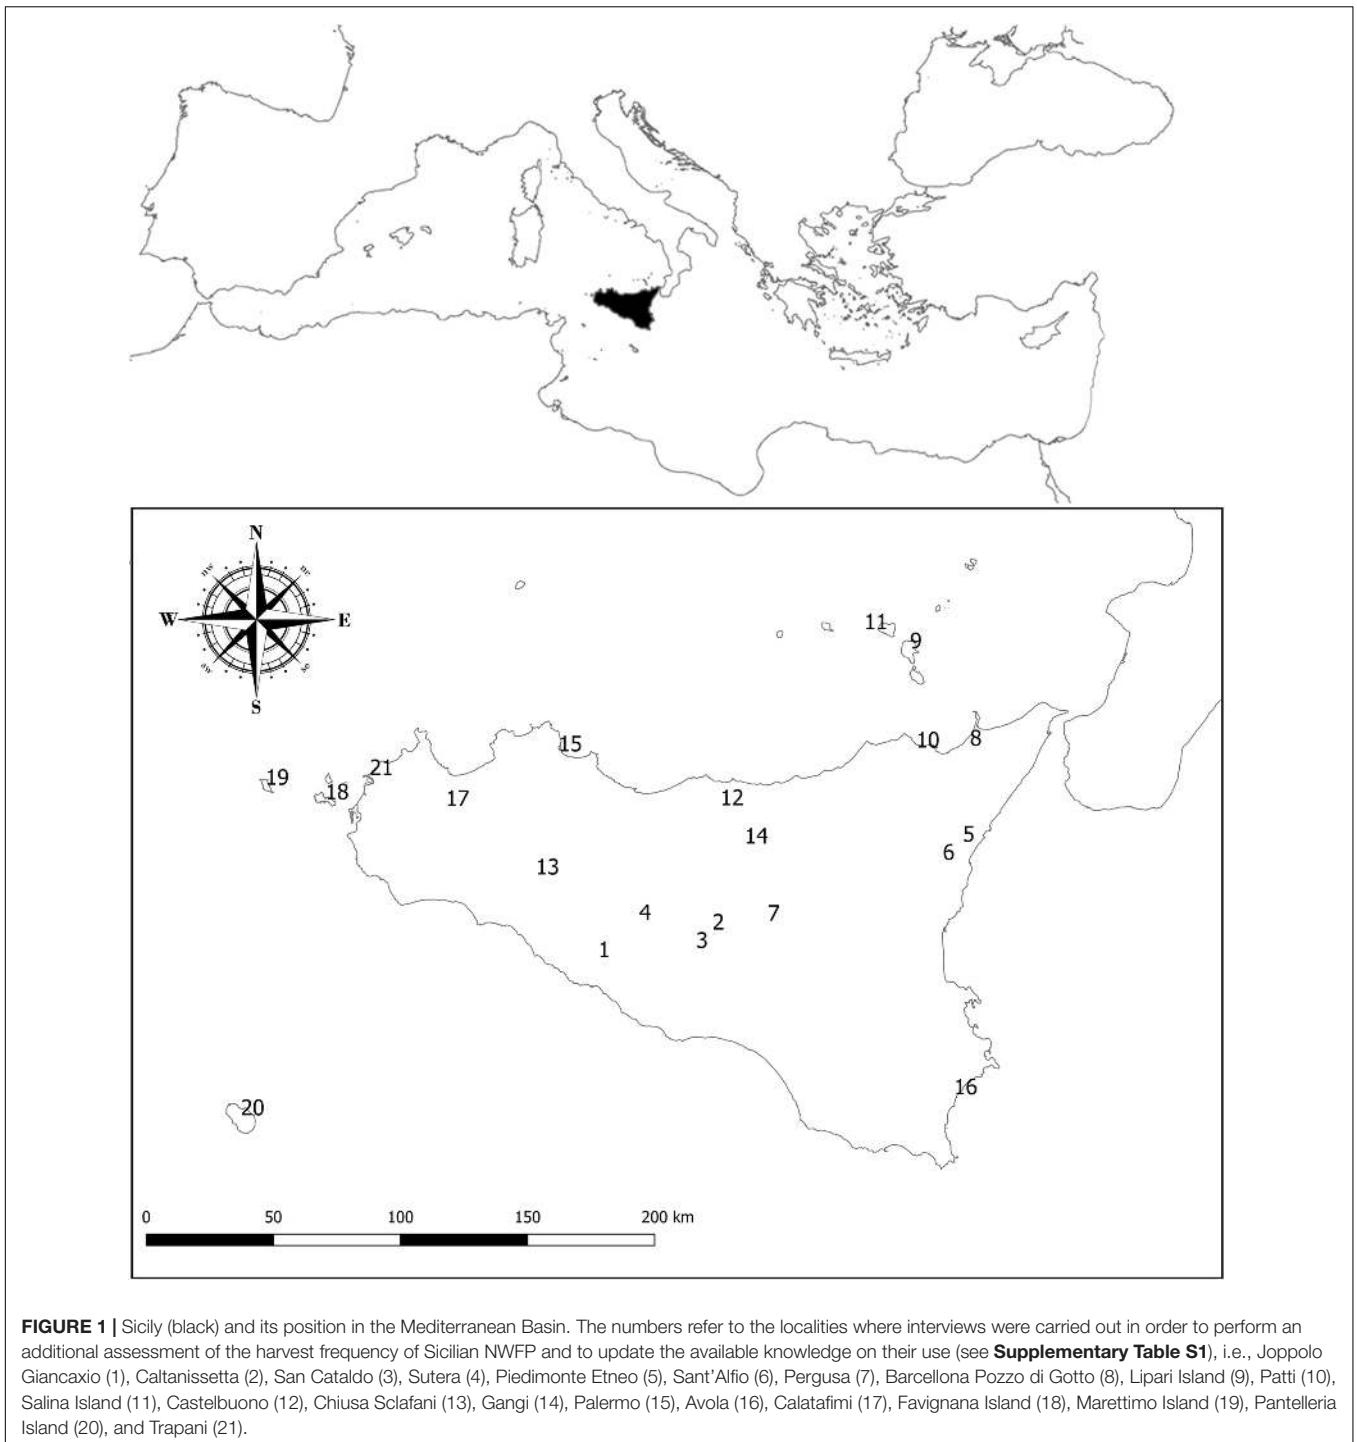 N
nw
ne
W
E
sw
se
S
11
9
15
10
8
21
19
18
17
12
14
5
6
13
4
2
7
3
1
16
20
0 50 100 150 200 km
FIGURE 1 | Sicily (black) and its position in the Mediterranean Basin. The numbers refer to the localities where interviews were carried out in order to perform an
additional assessment of the harvest frequency of Sicilian NWFP and to update the available knowledge on their use (see Supplementary Table S1), i.e., Joppolo
Giancaxio (1), Caltanissetta (2), San Cataldo (3), Sutera (4), Piedimonte Etneo (5), Sant'Alfio (6), Pergusa (7), Barcellona Pozzo di Gotto (8), Lipari Island (9), Patti (10),
Salina Island (11), Castelbuono (12), Chiusa Sclafani (13), Gangi (14), Palermo (15), Avola (16), Calatafimi (17), Favignana Island (18), Marettimo Island (19), Pantelleria
Island (20), and Trapani (21).